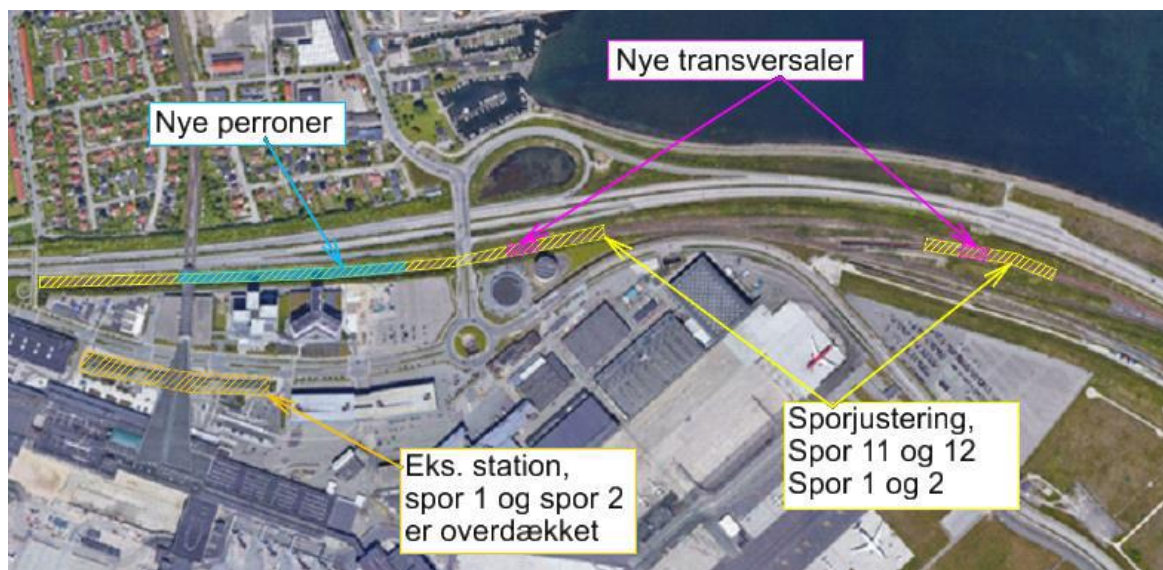 Nye transversaler
Nye perroner
Sporjustering,
Spor 11 og 12
Spor 1 og 2
Eks. station,
spor 1 og spor 2
er overdækket